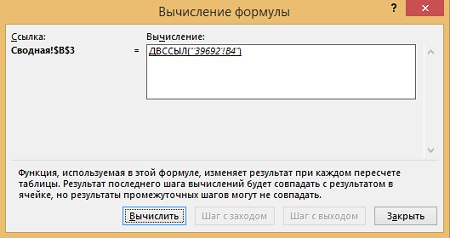 Вычисление формулы
Ссылка:
Вычисление:
Сводная!$B$3
=
ДВССЫЛ("'39692'!B4")
Функция, используемая в этой формуле, изменяет результат при каждом пересчете
таблицы. Результат последнего шага вычислений будет совпадать с результатом в
ячейке, но результаты промежуточных шагов могут не совпадать.
Вычислить
Шаг с заходом
Шаг с выходом
Закрыть